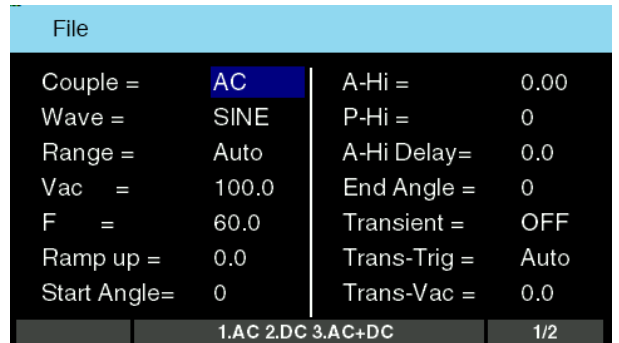 File
Couple = AC
Wave = SINE
Range = Auto
Vac = 100.0
F = 60.0
Ramp up = 0.0
Start Angle= 0
A-Hi = 0.00
P-Hi = 0
A-Hi Delay= 0.0
End Angle = 0
Transient = OFF
Trans-Trig = Auto
Trans-Vac = 0.0
1.AC 2.DC 3.AC+DC
1/2